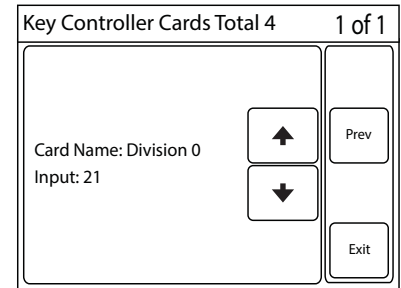 Key Controller Cards Total 4 1 of 1
Card Name: Division 0
Input: 21
Prev
Exit